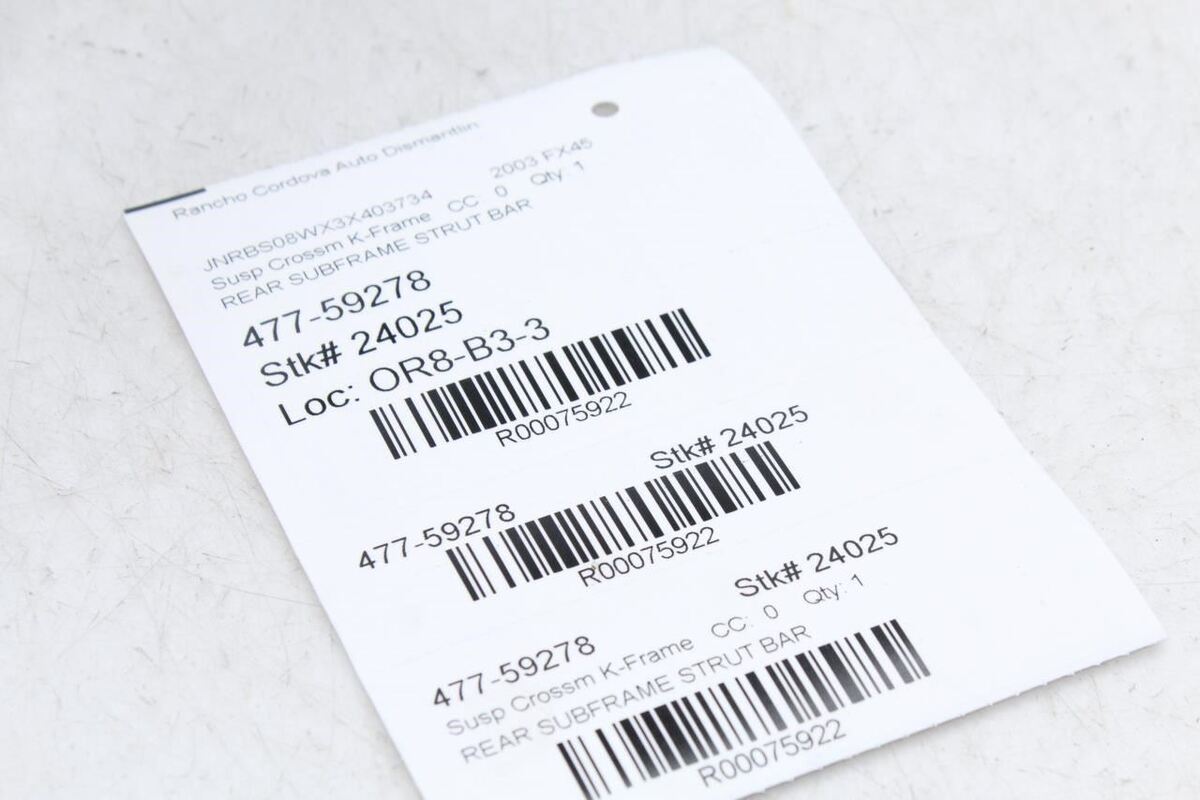 Rancho Cordova Auto Dismantlin
JNRBS08WX3X403734 2003 FX45
Susp Crossm K-Frame CC 0 Qty 1
REAR SUBFRAME STRUT BAR
477-59278
Stk# 24025
Loc: OR8-B3-3
R00075922
477-59278 Stk# 24025
R00075922
477-59278 Stk# 24025
Susp Crossm K-Frame CC: 0 Qty: 1
REAR SUBFRAME STRUT BAR
R00075922